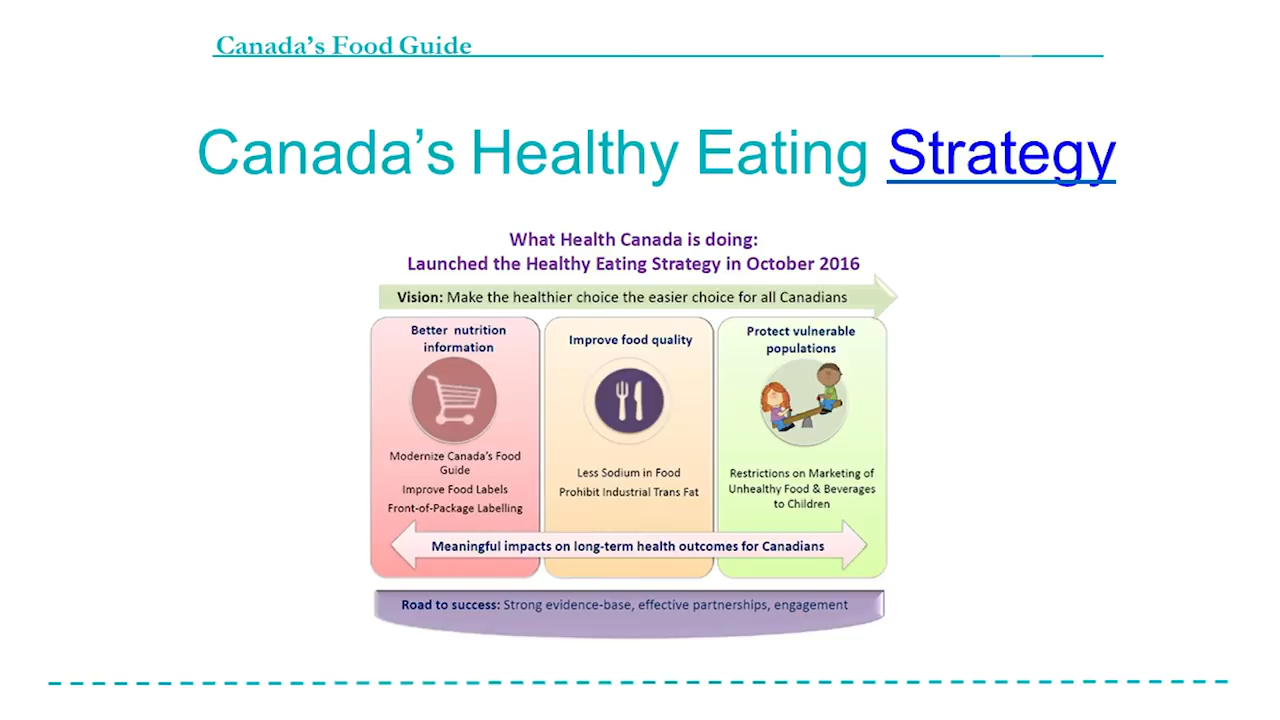 Canada’s Food Guide
Canada’s Healthy Eating Strategy
What Health Canada is doing:
Launched the Healthy Eating Strategy in October 2016
Vision: Make the healthier choice the easier choice for all Canadians
Better nutrition
information
Modernize Canada’s Food
Guide
Improve Food Labels
Front-of-Package Labelling
Improve food quality
Less Sodium in Food
Prohibit Industrial Trans Fat
Protect vulnerable
populations
Restrictions on Marketing of
Unhealthy Food & Beverages
to Children
Meaningful impacts on long-term health outcomes for Canadians
Road to success: Strong evidence-base, effective partnerships, engagement